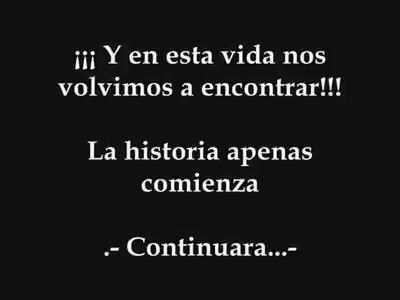 ¡¡¡ Y en esta vida nos
volvimos a encontrar!!!
La historia apenas
comienza
.- Continuara...-